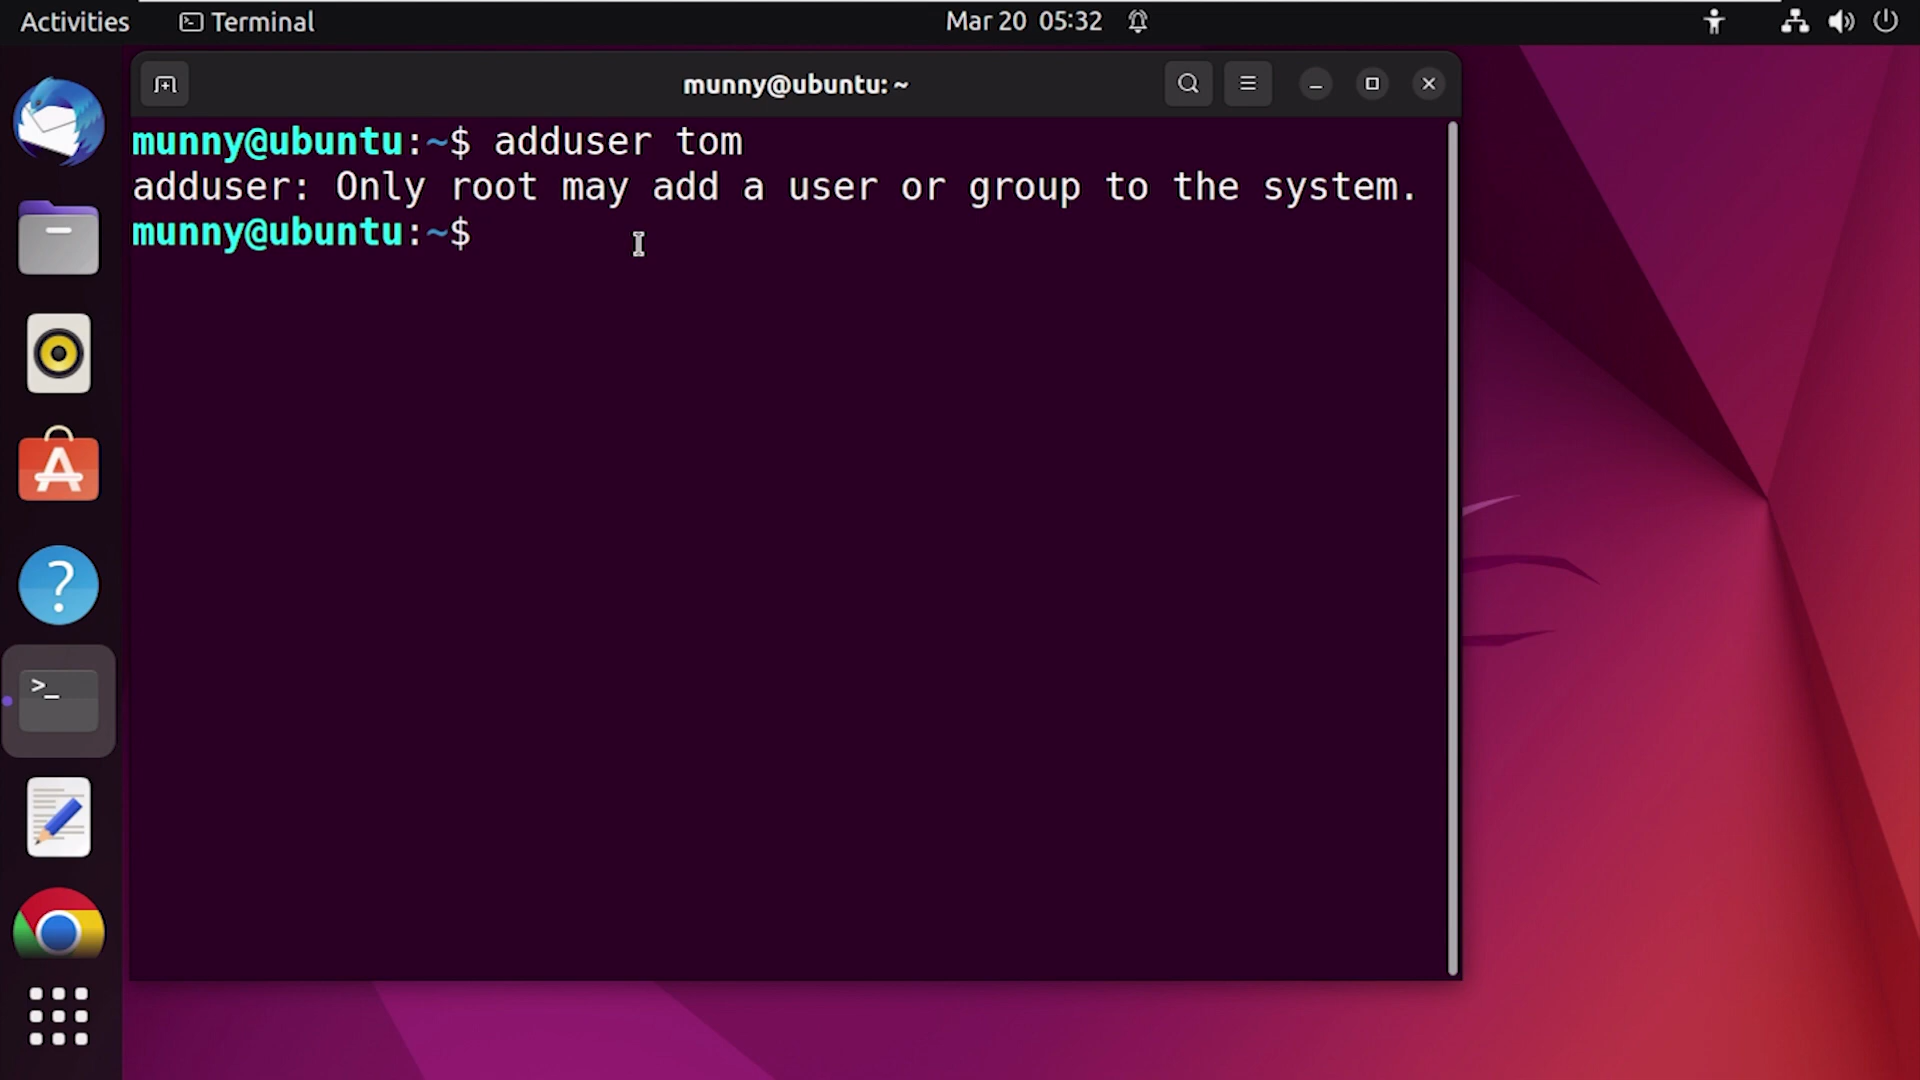 Activities Terminal Mar 20 05:32
munny@ubuntu: ~
munny@ubuntu:~$ adduser tom
adduser: Only root may add a user or group to the system.
munny@ubuntu:~$